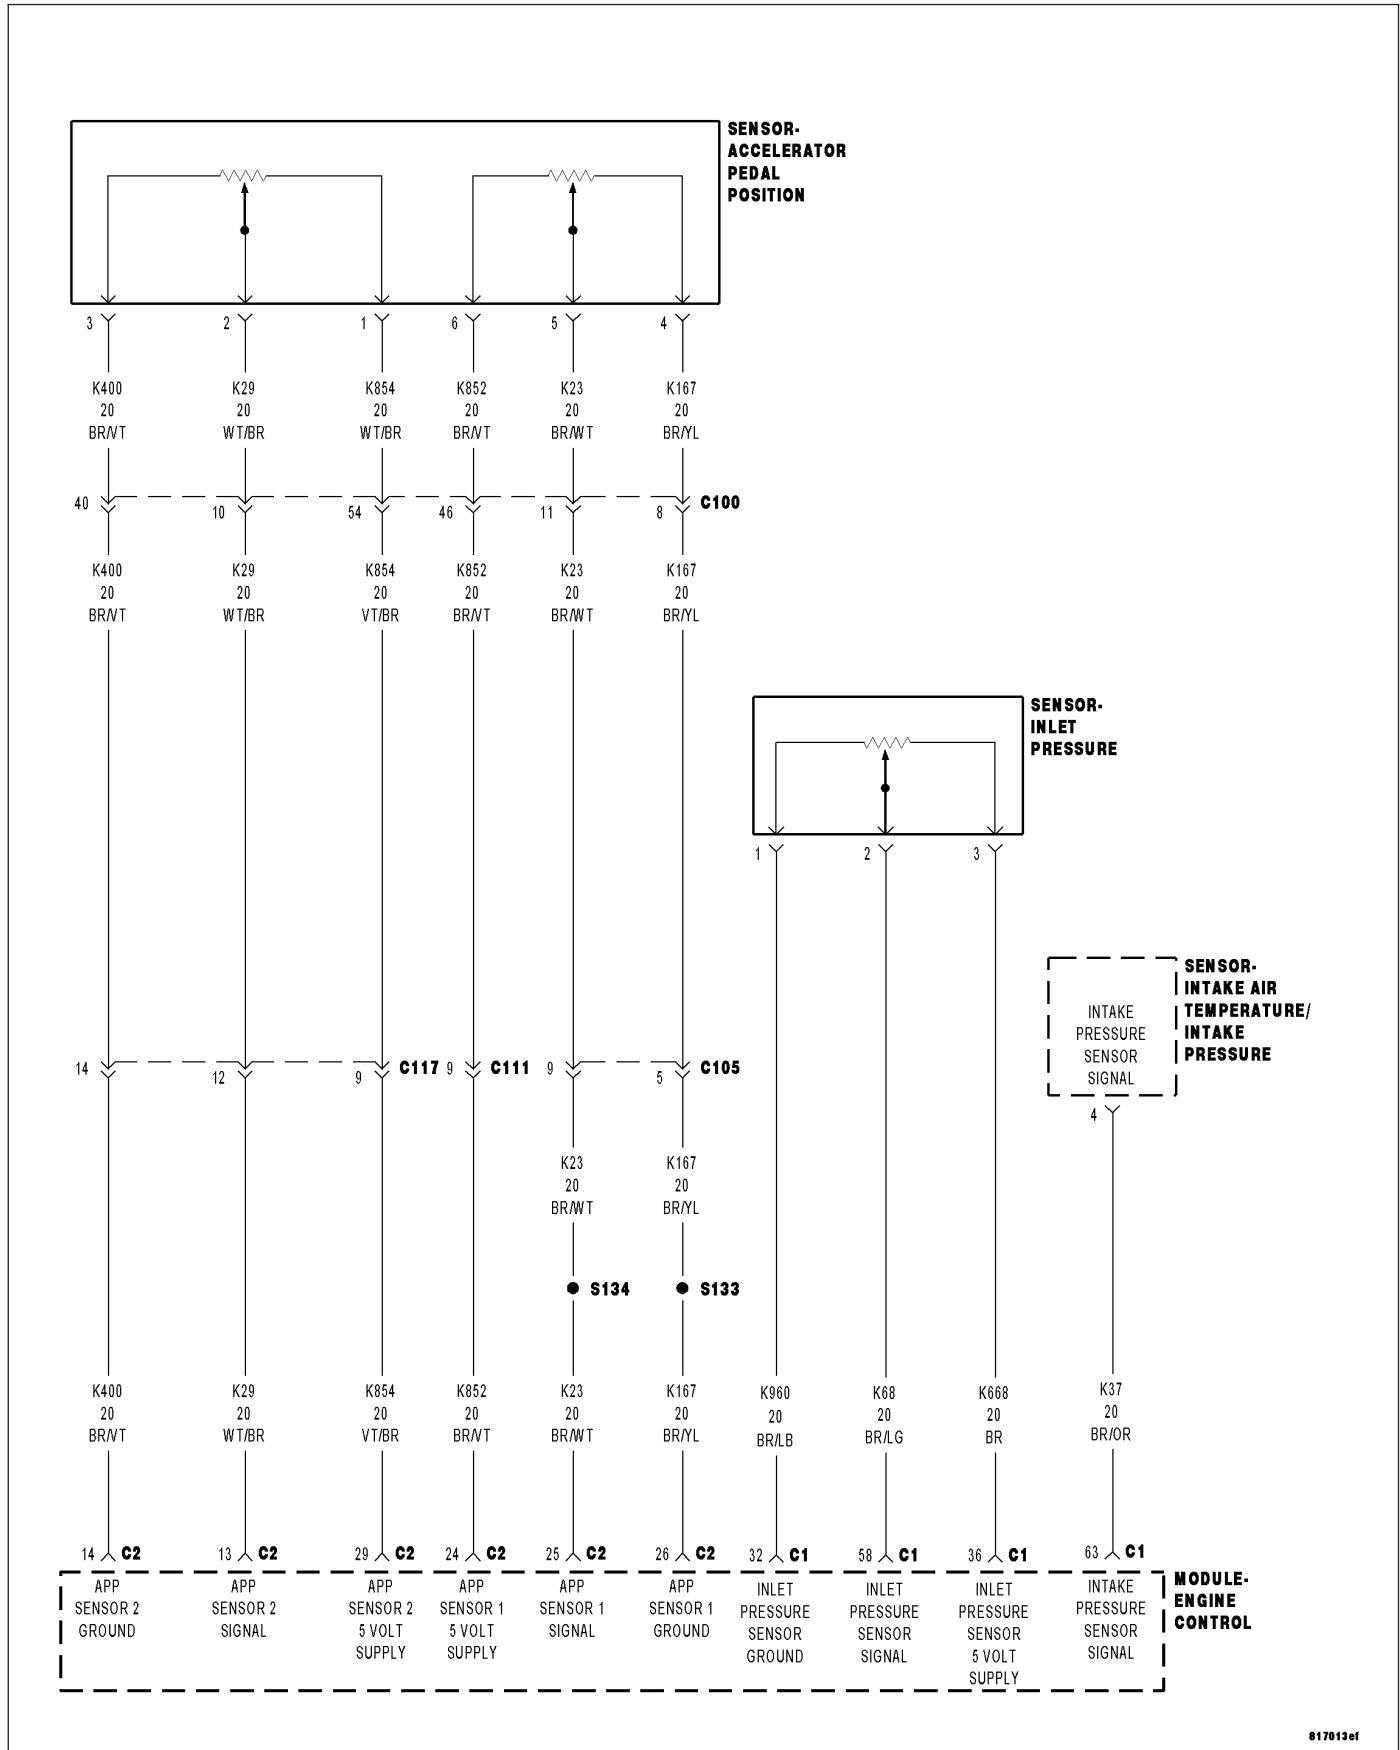 SENSOR-
ACCELERATOR
PEDAL
POSITION
3 2 1 6 5 4
K400 K29 K854 K852 K23 K167
20 20 20 20 20 20
BR/VT WT/BR WT/BR BR/VT BR/WT BR/YL
40 10 54 46 11 8 C100
K400 K29 K854 K852 K23 K167
20 20 20 20 20 20
BR/VT WT/BR VT/BR BR/VT BR/WT BR/YL
SENSOR-
INLET
PRESSURE
1 2 3
SENSOR-
INTAKE AIR
TEMPERATURE/
INTAKE
PRESSURE
INTAKE
PRESSURE
SENSOR
SIGNAL
4
14 12 9 C117 9 C111 9 5 C105
K23 K167
20 20
BR/WT BR/YL
S134 S133
K400 K29 K854 K852 K23 K167 K960 K68 K668 K37
20 20 20 20 20 20 20 20 20 20
BR/VT WT/BR VT/BR BR/VT BR/WT BR/YL BR/LB BR/LG BR BR/OR
14 C2 13 C2 29 C2 24 C2 25 C2 26 C2 32 C1 58 C1 36 C1 63 C1
APP
SENSOR 2
GROUND
APP
SENSOR 2
SIGNAL
APP
SENSOR 2
5 VOLT
SUPPLY
APP
SENSOR 1
5 VOLT
SUPPLY
APP
SENSOR 1
SIGNAL
APP
SENSOR 1
GROUND
INLET
PRESSURE
SENSOR
GROUND
INLET
PRESSURE
SENSOR
SIGNAL
INLET
PRESSURE
SENSOR
5 VOLT
SUPPLY
INTAKE
PRESSURE
SENSOR
SIGNAL
MODULE-
ENGINE
CONTROL
817013ef